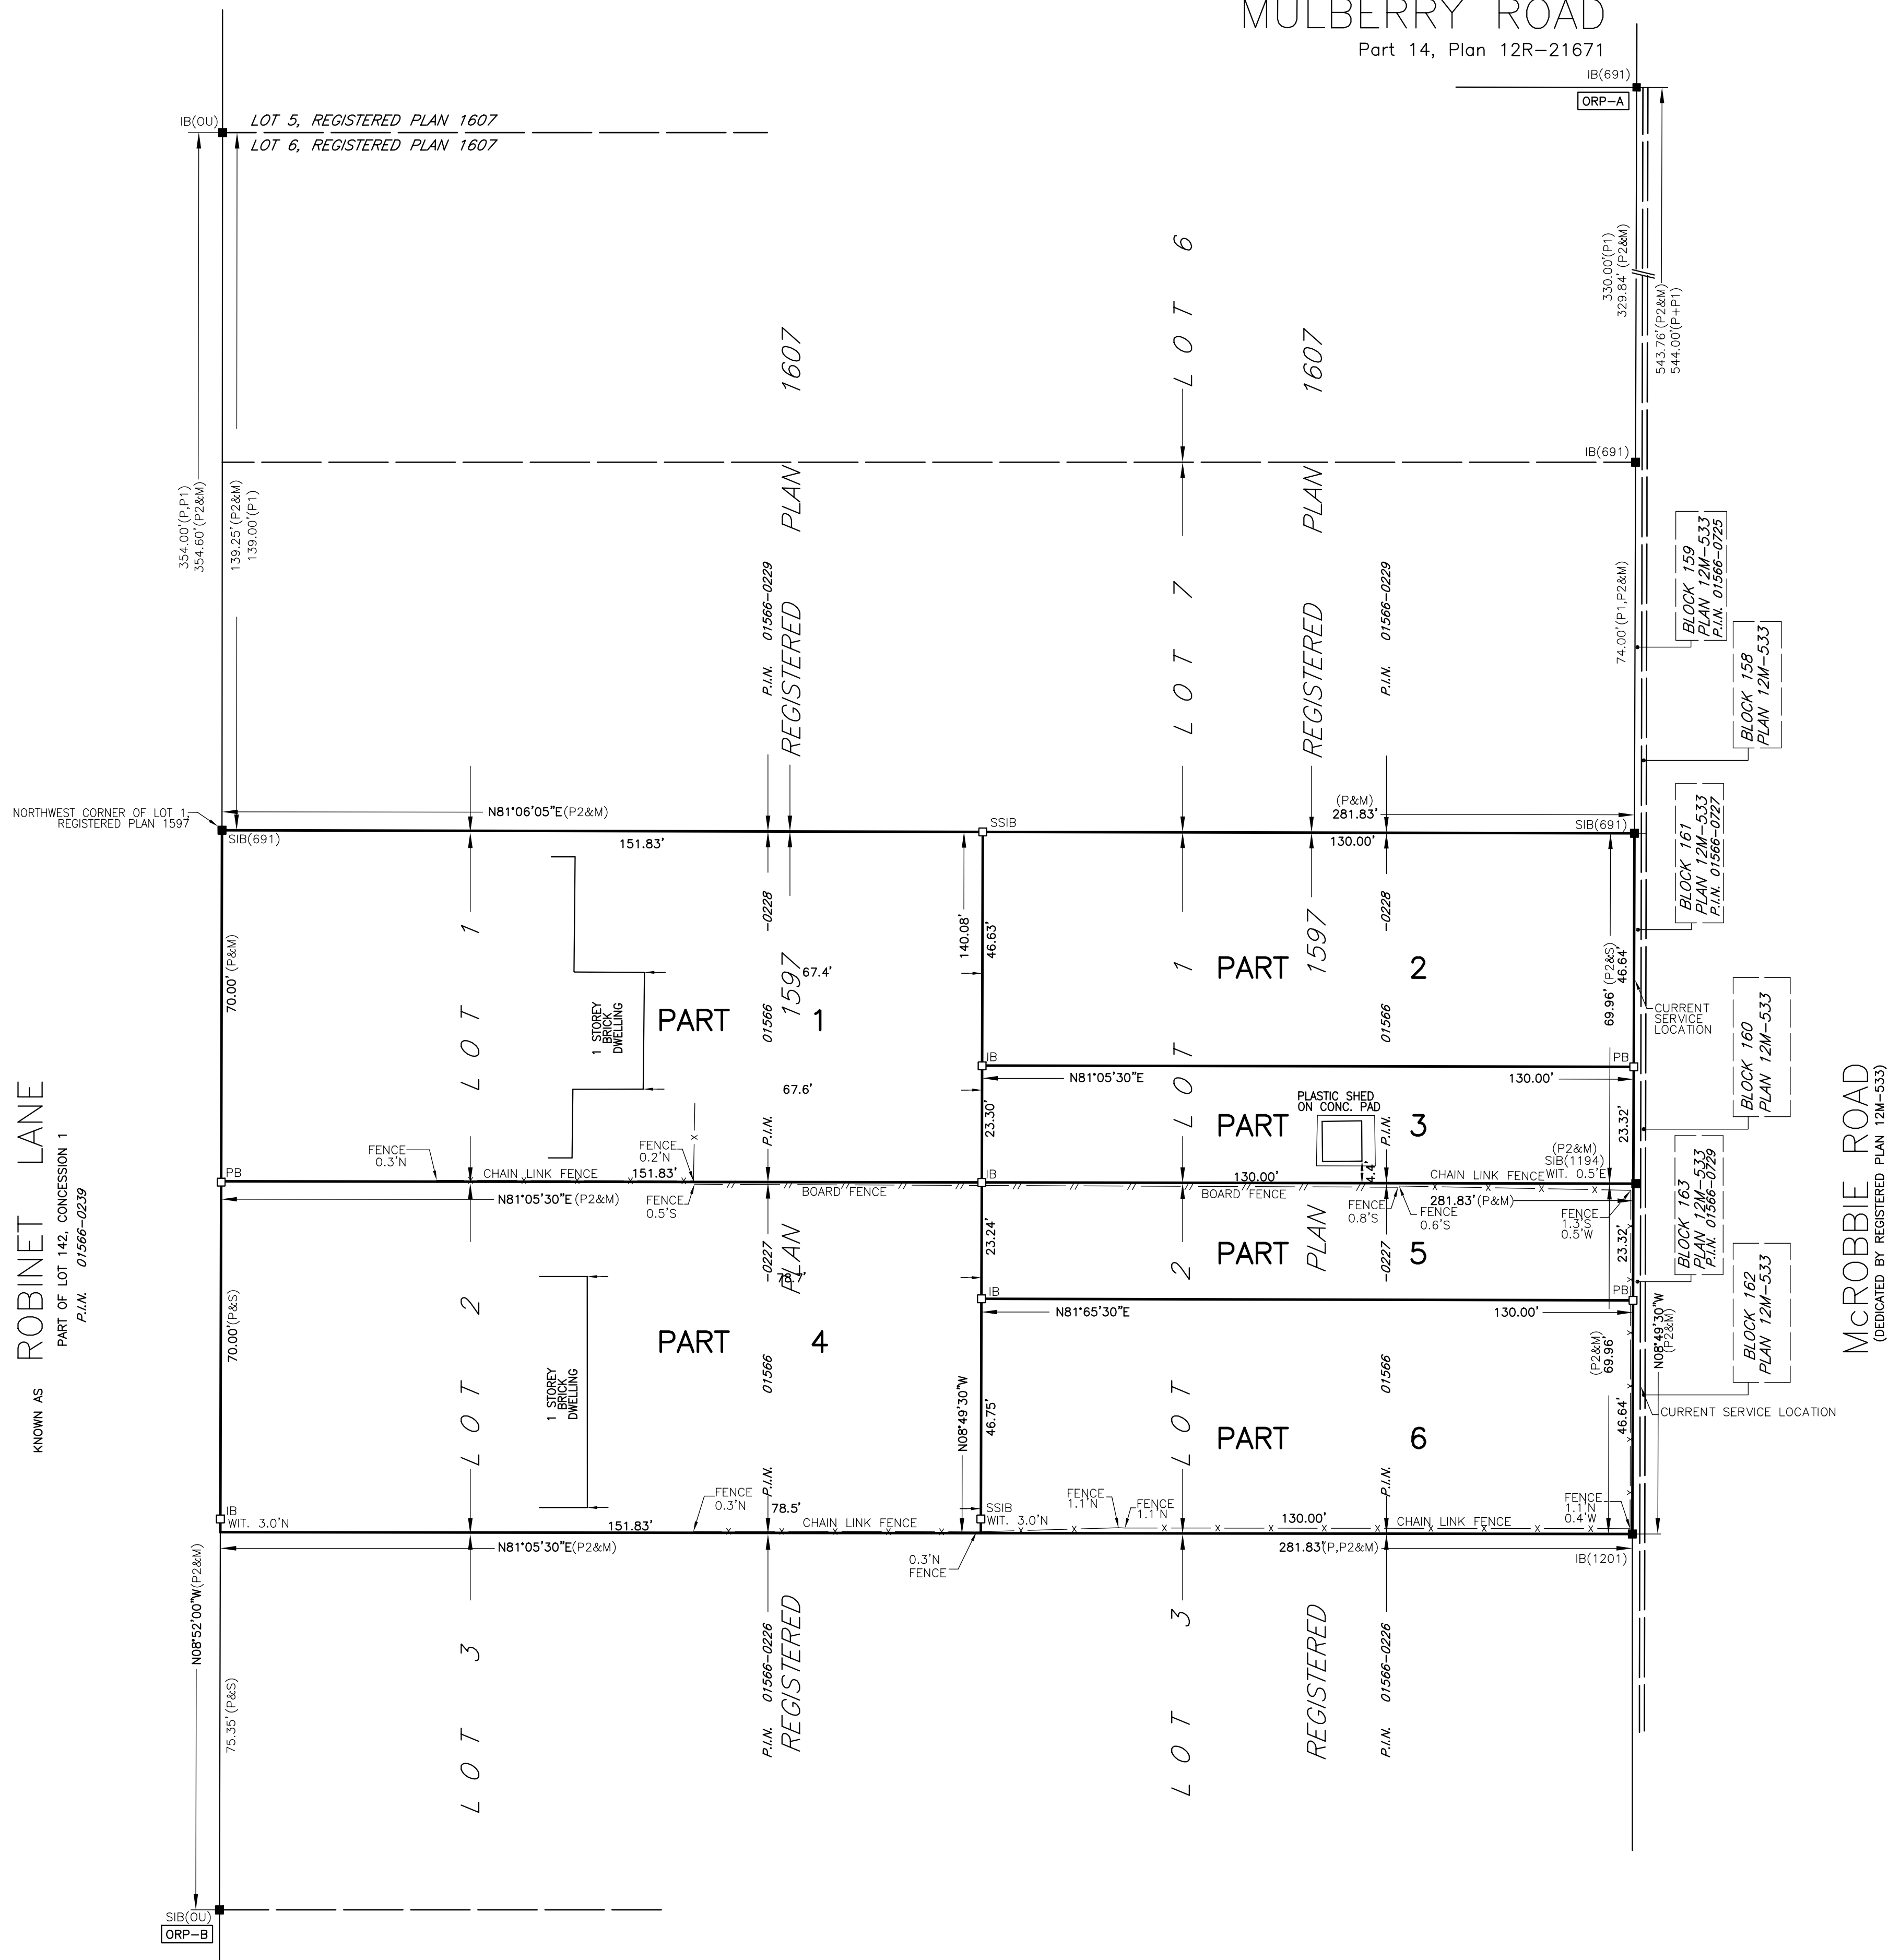 MULBERRY ROAD
Part 14, Plan 12R-21671
IB(691)
ORP-A
IB(OU)
LOT 5, REGISTERED PLAN 1607
LOT 6, REGISTERED PLAN 1607
354.00'(P,P1)
354.60'(P2&M)
139.25'(P2&M)
139.00'(P1)
LOT 6
REGISTERED PLAN 1607
REGISTERED PLAN 1607
330.00'(P1)
329.84' (P2&M)
543.76'(P2&M)
544.00'(P+P1)
IB(691)
LOT 7
P.I.N. 01566-0229
P.I.N. 01566-0229
74.00'(P1,P2&M)
BLOCK 159
PLAN 12M-533
P.I.N. 01566-0725
BLOCK 158
PLAN 12M-533
NORTHWEST CORNER OF LOT 1,
REGISTERED PLAN 1597
SIB(691)
N81°06'05"E(P2&M)
151.83'
SSIB
(P&M)
281.83'
130.00'
SIB(691)
BLOCK 161
PLAN 12M-533
P.I.N. 01566-0727
70.00' (P&M)
LOT 1
1 STOREY
BRICK
DWELLING
PART 1
P.I.N. 01566-0228
1597
67.4'
67.6'
140.08'
46.63'
LOT 1
PART 2
1597
P.I.N. 01566-0228
69.96' (P2&S)
46.64'
CURRENT
SERVICE
LOCATION
BLOCK 160
PLAN 12M-533
IB
PB
N81°05'30"E
130.00'
PLASTIC SHED
ON CONC. PAD
PART 3
23.30'
23.32'
4.4'
FENCE
0.3'N
FENCE
0.2'N
PB
CHAIN LINK FENCE
151.83'
IB
130.00'
CHAIN LINK FENCE
(P2&M)
SIB(1194)
WIT. 0.5'E
N81°05'30"E(P2&M)
FENCE
0.5'S
BOARD FENCE
BOARD FENCE
281.83'(P&M)
FENCE
0.8'S
FENCE
0.6'S
FENCE
1.3'S
0.5'W
BLOCK 163
PLAN 12M-533
P.I.N. 01566-0729
23.24'
PART 5
23.32'
PLAN
PLAN
78.7'
IB
PB
N81°65'30"E
130.00'
BLOCK 162
PLAN 12M-533
70.00'(P&S)
LOT 2
1 STOREY
BRICK
DWELLING
PART 4
P.I.N. 01566-0227
N08°49'30"W
46.75'
LOT 2
PART 6
P.I.N. 01566-0227
(P2&M)
69.96'
46.64'
N08°49'30"W
(P2&M)
CURRENT SERVICE LOCATION
IB
WIT. 3.0'N
151.83'
FENCE
0.3'N
78.5'
CHAIN LINK FENCE
SSIB
WIT. 3.0'N
FENCE
1.1'N
FENCE
1.1'N
130.00'
CHAIN LINK FENCE
FENCE
1.1'N
0.4'W
N81°05'30"E(P2&M)
0.3'N
FENCE
281.83'(P,P2&M)
IB(1201)
N08°52'00"W(P2&M)
75.35' (P&S)
LOT 3
P.I.N. 01566-0226
REGISTERED
LOT 3
REGISTERED
P.I.N. 01566-0226
SIB(OU)
ORP-B
KNOWN AS ROBINET LANE
PART OF LOT 142, CONCESSION 1
P.I.N. 01566-0239
McROBBIE ROAD
(DEDICATED BY REGISTERED PLAN 12M-533)